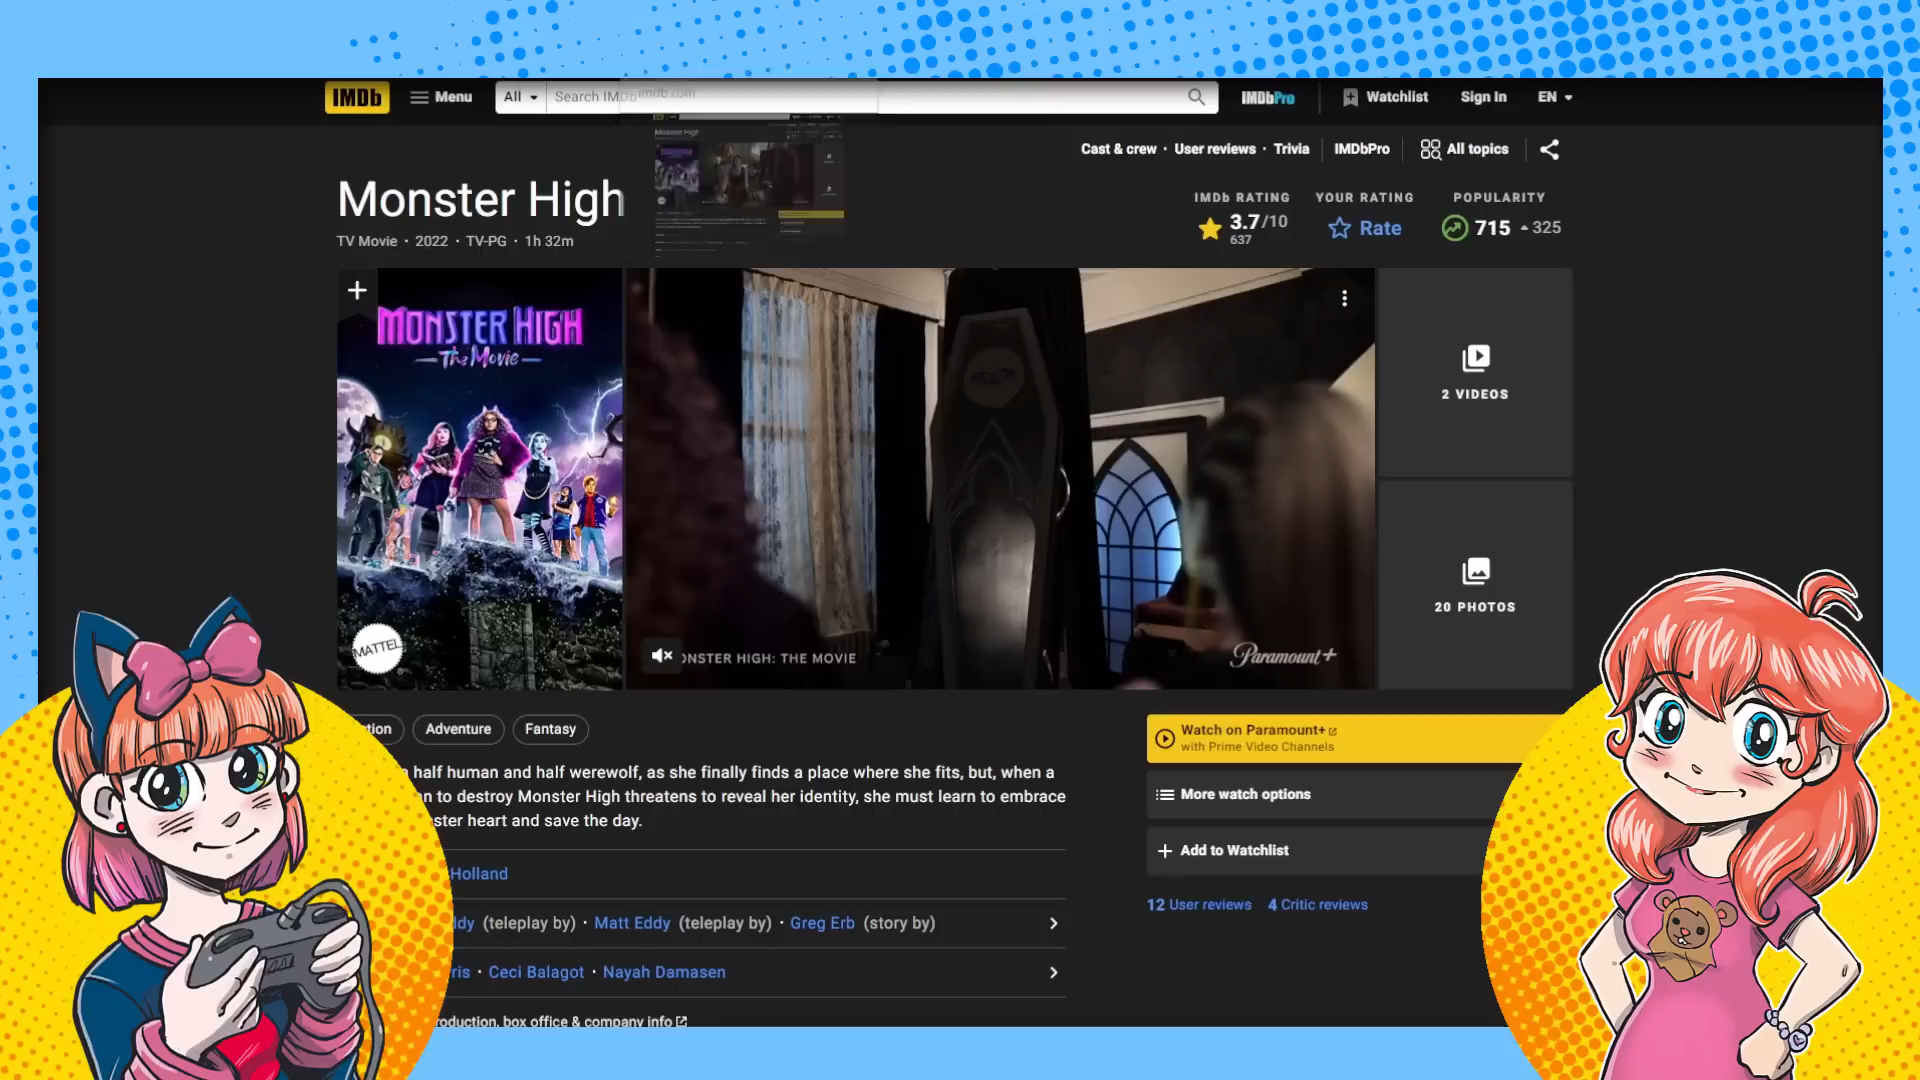 IMDb Menu All Search IMDb imdb.com IMDbPro Watchlist Sign In EN
Cast & crew · User reviews · Trivia IMDbPro All topics
Monster High
TV Movie · 2022 · TV-PG · 1h 32m
IMDb RATING YOUR RATING POPULARITY
3.7/10 Rate 715 325
637
MONSTER HIGH
The Movie
MATTEL
ONSTER HIGH: THE MOVIE
Paramount+
2 VIDEOS
20 PHOTOS
tion Adventure Fantasy
half human and half werewolf, as she finally finds a place where she fits, but, when a
n to destroy Monster High threatens to reveal her identity, she must learn to embrace
ster heart and save the day.
Holland
ddy (teleplay by) · Matt Eddy (teleplay by) · Greg Erb (story by)
ris · Ceci Balagot · Nayah Damasen
roduction, box office & company info
Watch on Paramount+
with Prime Video Channels
More watch options
Add to Watchlist
12 User reviews 4 Critic reviews